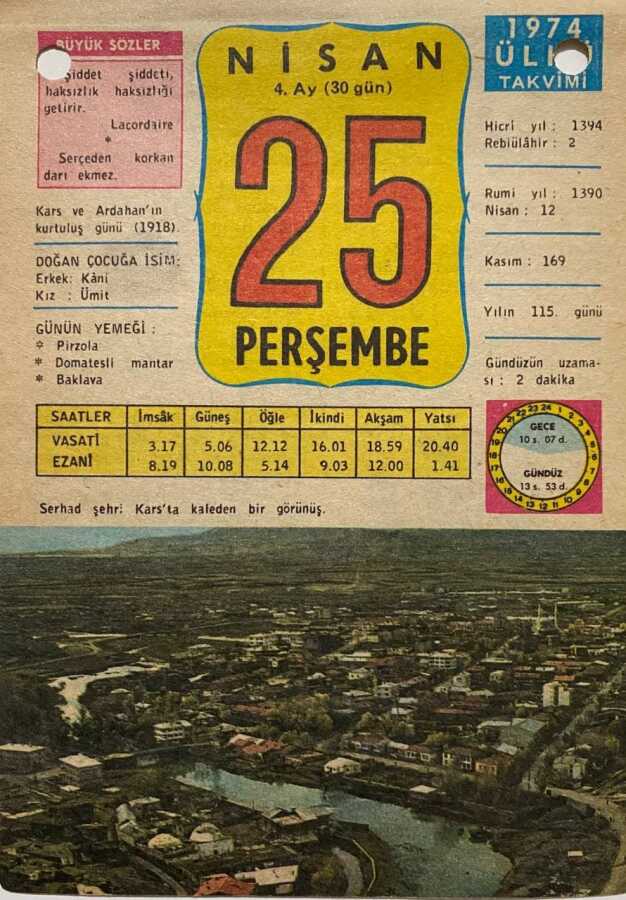 BÜYÜK SÖZLER
Şiddet şiddeti,
haksızlık haksızlığı
getirir.
Lacordaire
*
Serçeden korkan
darı ekmez.
Kars ve Ardahan'ın
kurtuluş günü (1918).
DOĞAN ÇOCUĞA İSİM:
Erkek: Kâni
Kız : Ümit
GÜNÜN YEMEĞİ :
* Pirzola
* Domatesli mantar
* Baklava
NİSAN
4. Ay (30 gün)
25
PERŞEMBE
1974
ÜLKÜ
TAKVİMİ
Hicri yıl : 1394
Rebiülâhir : 2
Rumi yıl : 1390
Nisan : 12
Kasım : 169
Yılın 115. günü
Gündüzün uzama-
sı : 2 dakika
SAATLER İmsâk Güneş Öğle İkindi Akşam Yatsı
VASATİ 3.17 5.06 12.12 16.01 18.59 20.40
EZANİ 8.19 10.08 5.14 9.03 12.00 1.41
GECE
10 s. 07 d.
GÜNDÜZ
13 s. 53 d.
Serhad şehri Kars'ta kaleden bir görünüş.